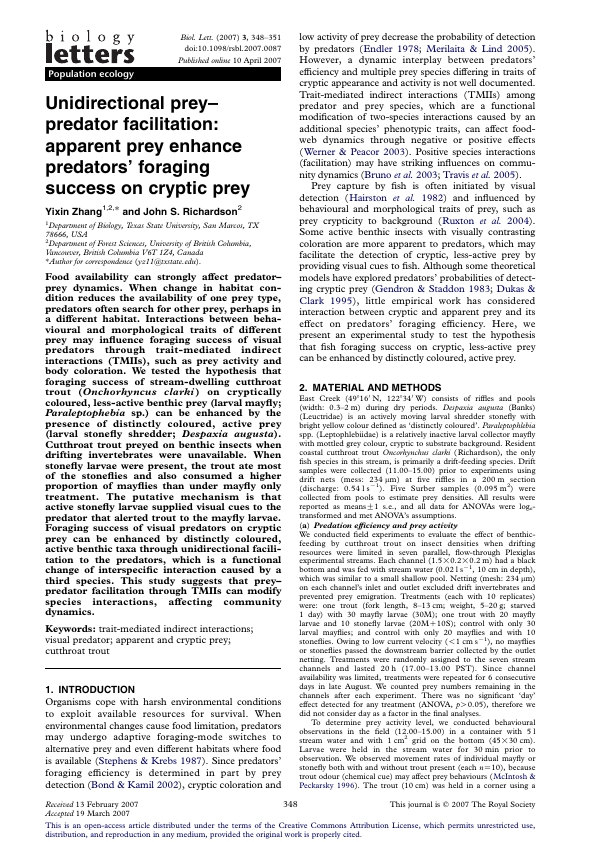 biology
letters
Population ecology
Biol. Lett. (2007) 3, 348–351
doi:10.1098/rsbl.2007.0087
Published online 10 April 2007
Unidirectional prey–
predator facilitation:
apparent prey enhance
predators' foraging
success on cryptic prey
Yixin Zhang1,2,* and John S. Richardson2
1Department of Biology, Texas State University, San Marcos, TX
78666, USA
2Department of Forest Sciences, University of British Columbia,
Vancouver, British Columbia V6T 1Z4, Canada
*Author for correspondence (yz11@txstate.edu).
Food availability can strongly affect predator–
prey dynamics. When change in habitat con-
dition reduces the availability of one prey type,
predators often search for other prey, perhaps in
a different habitat. Interactions between beha-
vioural and morphological traits of different
prey may influence foraging success of visual
predators through trait-mediated indirect
interactions (TMIIs), such as prey activity and
body coloration. We tested the hypothesis that
foraging success of stream-dwelling cutthroat
trout (Onchorhyncus clarki) on cryptically
coloured, less-active benthic prey (larval mayfly;
Paraleptophebia sp.) can be enhanced by the
presence of distinctly coloured, active prey
(larval stonefly shredder; Despaxia augusta).
Cutthroat trout preyed on benthic insects when
drifting invertebrates were unavailable. When
stonefly larvae were present, the trout ate most
of the stoneflies and also consumed a higher
proportion of mayflies than under mayfly only
treatment. The putative mechanism is that
active stonefly larvae supplied visual cues to the
predator that alerted trout to the mayfly larvae.
Foraging success of visual predators on cryptic
prey can be enhanced by distinctly coloured,
active benthic taxa through unidirectional facili-
tation to the predators, which is a functional
change of interspecific interaction caused by a
third species. This study suggests that prey–
predator facilitation through TMIIs can modify
species interactions, affecting community
dynamics.
Keywords: trait-mediated indirect interactions;
visual predator; apparent and cryptic prey;
cutthroat trout
1. INTRODUCTION
Organisms cope with harsh environmental conditions
to exploit available resources for survival. When
environmental changes cause food limitation, predators
may undergo adaptive foraging-mode switches to
alternative prey and even different habitats where food
is available (Stephens & Krebs 1987). Since predators'
foraging efficiency is determined in part by prey
detection (Bond & Kamil 2002), cryptic coloration and
low activity of prey decrease the probability of detection
by predators (Endler 1978; Merilaita & Lind 2005).
However, a dynamic interplay between predators'
efficiency and multiple prey species differing in traits of
cryptic appearance and activity is not well documented.
Trait-mediated indirect interactions (TMIIs) among
predator and prey species, which are a functional
modification of two-species interactions caused by an
additional species' phenotypic traits, can affect food-
web dynamics through negative or positive effects
(Werner & Peacor 2003). Positive species interactions
(facilitation) may have striking influences on commu-
nity dynamics (Bruno et al. 2003; Travis et al. 2005).
Prey capture by fish is often initiated by visual
detection (Hairston et al. 1982) and influenced by
behavioural and morphological traits of prey, such as
prey crypticity to background (Ruxton et al. 2004).
Some active benthic insects with visually contrasting
coloration are more apparent to predators, which may
facilitate the detection of cryptic, less-active prey by
providing visual cues to fish. Although some theoretical
models have explored predators' probabilities of detect-
ing cryptic prey (Gendron & Staddon 1983; Dukas &
Clark 1995), little empirical work has considered
interaction between cryptic and apparent prey and its
effect on predators' foraging efficiency. Here, we
present an experimental study to test the hypothesis
that fish foraging success on cryptic, less-active prey
can be enhanced by distinctly coloured, active prey.
2. MATERIAL AND METHODS
East Creek (49°16′ N, 122°34′ W) consists of riffles and pools
(width: 0.3–2 m) during dry periods. Despaxia augusta (Banks)
(Leuctridae) is an actively moving larval shredder stonefly with
bright yellow colour defined as 'distinctly coloured'. Paraleptophebia
spp. (Leptophlebiidae) is a relatively inactive larval collector mayfly
with mottled grey colour, cryptic to substrate background. Resident
coastal cutthroat trout Oncorhynchus clarki (Richardson), the only
fish species in this stream, is primarily a drift-feeding species. Drift
samples were collected (11.00–15.00) prior to experiments using
drift nets (mesh: 234 μm) at five riffles in a 200 m section
(discharge: 0.54 l s−1). Five Surber samples (0.095 m2) were
collected from pools to estimate prey densities. All results were
reported as means±1 s.e., and all data for ANOVAs were loge-
transformed and met ANOVA's assumptions.
(a) Predation efficiency and prey activity
We conducted field experiments to evaluate the effect of benthic-
feeding by cutthroat trout on insect densities when drifting
resources were limited in seven parallel, flow-through Plexiglas
experimental streams. Each channel (1.5×0.2×0.2 m) had a black
bottom and was fed with stream water (0.021 s−1, 10 cm in depth),
which was similar to a small shallow pool. Netting (mesh: 234 μm)
on each channel's inlet and outlet excluded drift invertebrates and
prevented prey emigration. Treatments (each with 10 replicates)
were: one trout (fork length, 8–13 cm; weight, 5–20 g; starved
1 day) with 30 mayfly larvae (30M); one trout with 20 mayfly
larvae and 10 stonefly larvae (20M+10S); control with only 30
larval mayflies; and control with only 20 mayflies and with 10
stoneflies. Owing to low current velocity (<1 cm s−1), no mayflies
or stoneflies passed the downstream barrier collected by the outlet
netting. Treatments were randomly assigned to the seven stream
channels and lasted 20 h (17.00–13.00 PST). Since channel
availability was limited, treatments were repeated for 6 consecutive
days in late August. We counted prey numbers remaining in the
channels after each experiment. There was no significant 'day'
effect detected for any treatment (ANOVA, p>0.05), therefore we
did not consider day as a factor in the final analyses.
To determine prey activity level, we conducted behavioural
observations in the field (12.00–15.00) in a container with 5 l
stream water and with 1 cm2 grid on the bottom (45×30 cm).
Larvae were held in the stream water for 30 min prior to
observation. We observed movement rates of individual mayfly or
stonefly both with and without trout present (each n=10), because
trout odour (chemical cue) may affect prey behaviours (McIntosh &
Peckarsky 1996). The trout (10 cm) was held in a corner using a
Received 13 February 2007
Accepted 19 March 2007
348
This journal is © 2007 The Royal Society
This is an open-access article distributed under the terms of the Creative Commons Attribution License, which permits unrestricted use,
distribution, and reproduction in any medium, provided the original work is properly cited.